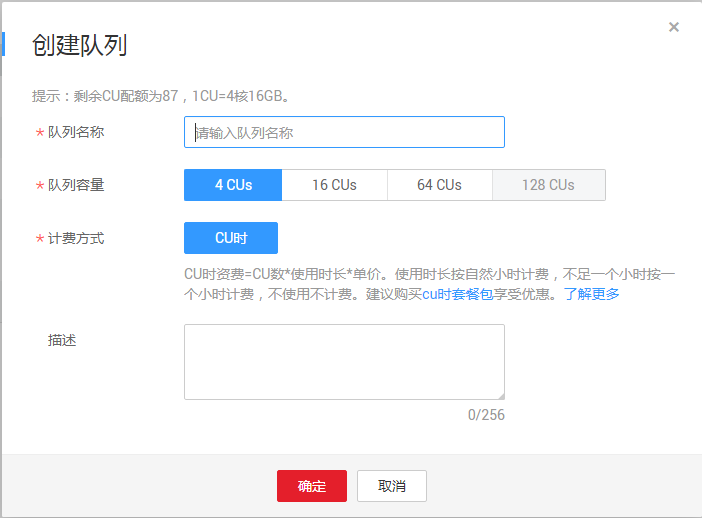 创建队列
×
提示：剩余CU配额为87，1CU=4核16GB。
* 队列名称
请输入队列名称
* 队列容量
4 CUs 16 CUs 64 CUs 128 CUs
* 计费方式
CU时
CU时资费=CU数*使用时长*单价。使用时长按自然小时计费，不足一个小时按一
个小时计费，不使用不计费。建议购买cu时套餐包享受优惠。了解更多
描述
0/256
确定 取消